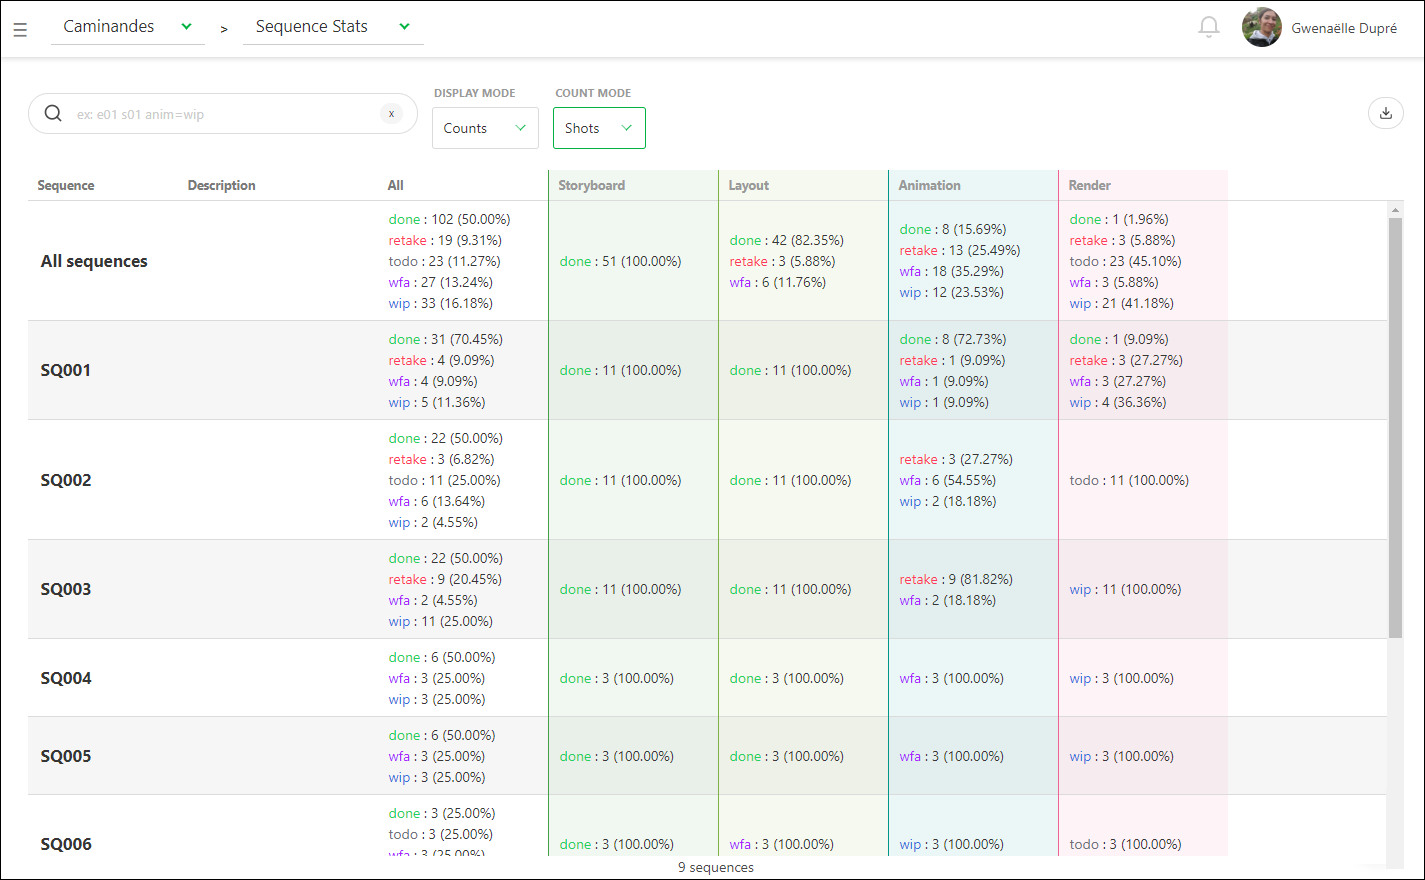 Caminandes > Sequence Stats Gwenaëlle Dupré
DISPLAY MODE COUNT MODE
ex: e01 s01 anim=wip x Counts Shots
Sequence Description All Storyboard Layout Animation Render
All sequences
done : 102 (50.00%)
retake : 19 (9.31%)
todo : 23 (11.27%)
wfa : 27 (13.24%)
wip : 33 (16.18%)
done : 51 (100.00%)
done : 42 (82.35%)
retake : 3 (5.88%)
wfa : 6 (11.76%)
done : 8 (15.69%)
retake : 13 (25.49%)
wfa : 18 (35.29%)
wip : 12 (23.53%)
done : 1 (1.96%)
retake : 3 (5.88%)
todo : 23 (45.10%)
wfa : 3 (5.88%)
wip : 21 (41.18%)
SQ001
done : 31 (70.45%)
retake : 4 (9.09%)
wfa : 4 (9.09%)
wip : 5 (11.36%)
done : 11 (100.00%)
done : 11 (100.00%)
done : 8 (72.73%)
retake : 1 (9.09%)
wfa : 1 (9.09%)
wip : 1 (9.09%)
done : 1 (9.09%)
retake : 3 (27.27%)
wfa : 3 (27.27%)
wip : 4 (36.36%)
SQ002
done : 22 (50.00%)
retake : 3 (6.82%)
todo : 11 (25.00%)
wfa : 6 (13.64%)
wip : 2 (4.55%)
done : 11 (100.00%)
done : 11 (100.00%)
retake : 3 (27.27%)
wfa : 6 (54.55%)
wip : 2 (18.18%)
todo : 11 (100.00%)
SQ003
done : 22 (50.00%)
retake : 9 (20.45%)
wfa : 2 (4.55%)
wip : 11 (25.00%)
done : 11 (100.00%)
done : 11 (100.00%)
retake : 9 (81.82%)
wfa : 2 (18.18%)
wip : 11 (100.00%)
SQ004
done : 6 (50.00%)
wfa : 3 (25.00%)
wip : 3 (25.00%)
done : 3 (100.00%)
done : 3 (100.00%)
wfa : 3 (100.00%)
wip : 3 (100.00%)
SQ005
done : 6 (50.00%)
wfa : 3 (25.00%)
wip : 3 (25.00%)
done : 3 (100.00%)
done : 3 (100.00%)
wfa : 3 (100.00%)
wip : 3 (100.00%)
SQ006
done : 3 (25.00%)
todo : 3 (25.00%)
wfa : 3 (25.00%)
done : 3 (100.00%)
wfa : 3 (100.00%)
wip : 3 (100.00%)
todo : 3 (100.00%)
9 sequences